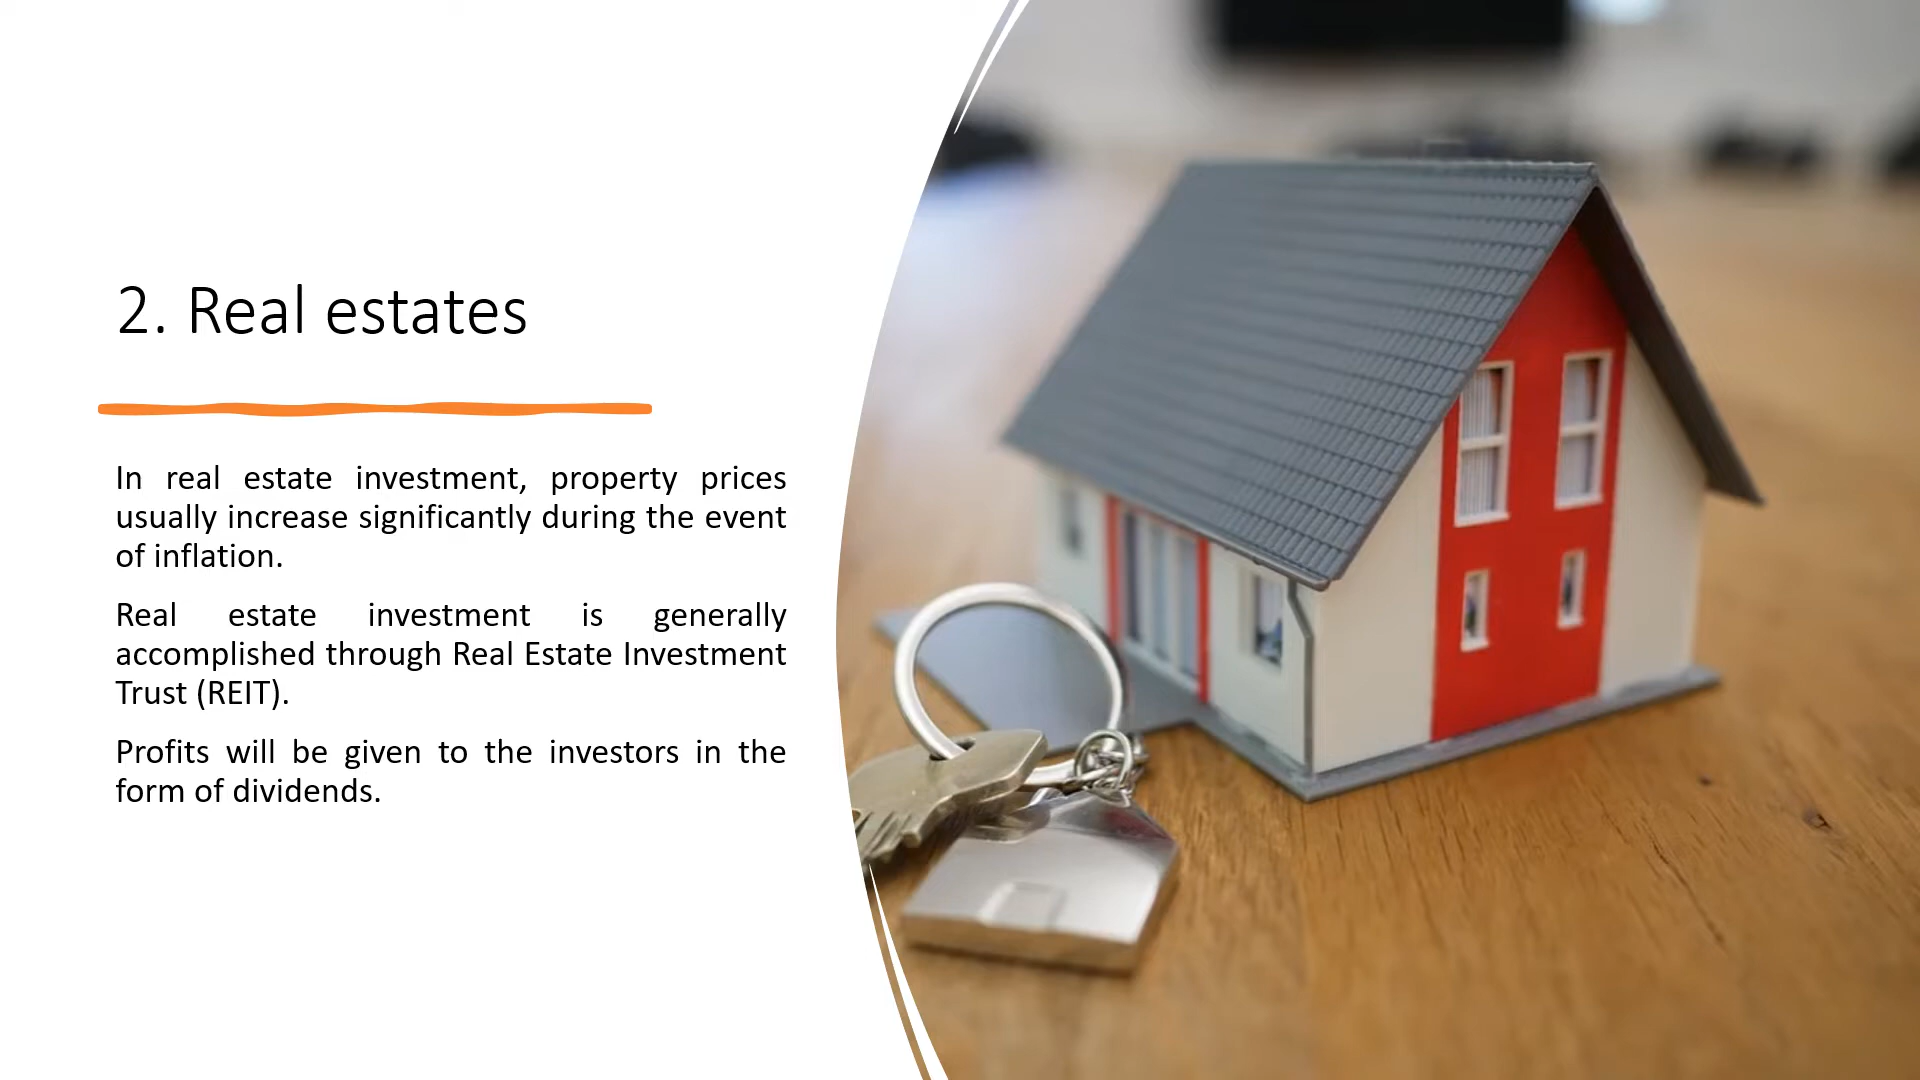 2. Real estates
In real estate investment, property prices
usually increase significantly during the event
of inflation.
Real estate investment is generally
accomplished through Real Estate Investment
Trust (REIT).
Profits will be given to the investors in the
form of dividends.